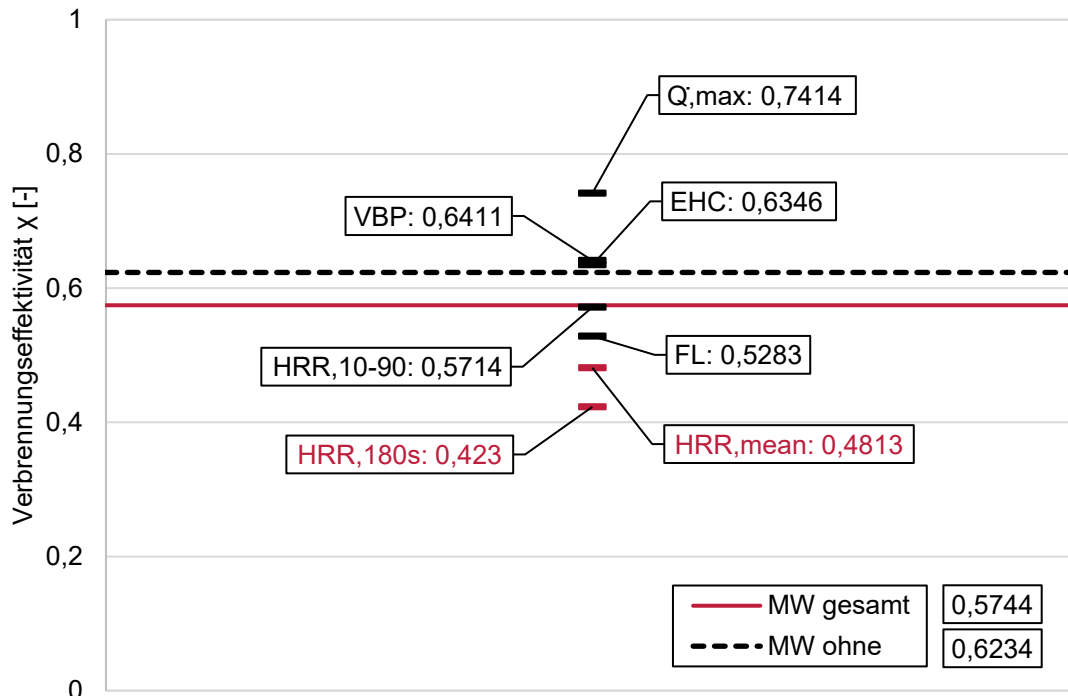 Verbrennungseffektivität χ [-]
1
0,8
0,6
0,4
0,2
0
Q̇,max: 0,7414
VBP: 0,6411
EHC: 0,6346
HRR,10-90: 0,5714
FL: 0,5283
HRR,180s: 0,423
HRR,mean: 0,4813
MW gesamt 0,5744
MW ohne 0,6234